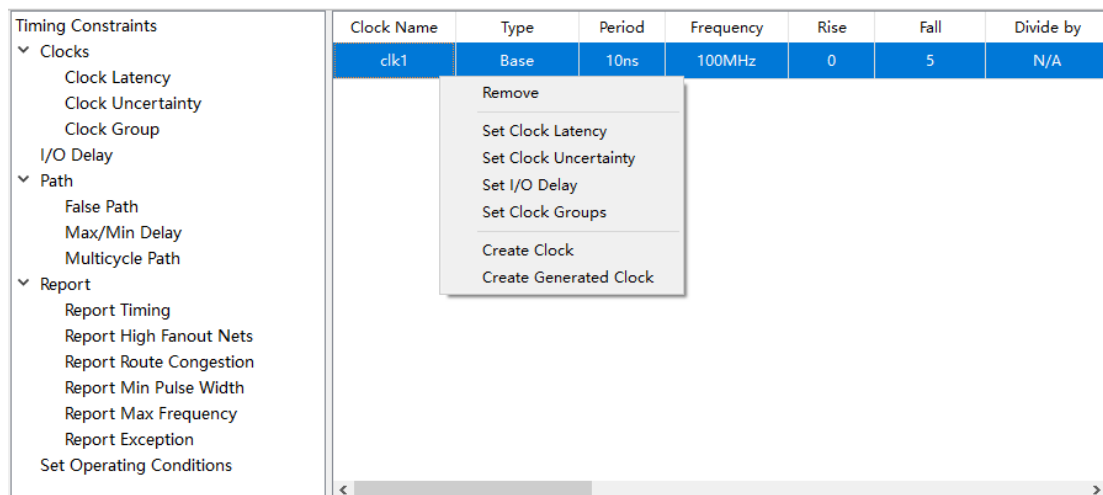 Timing Constraints
Clocks
Clock Latency
Clock Uncertainty
Clock Group
I/O Delay
Path
False Path
Max/Min Delay
Multicycle Path
Report
Report Timing
Report High Fanout Nets
Report Route Congestion
Report Min Pulse Width
Report Max Frequency
Report Exception
Set Operating Conditions
Clock Name Type Period Frequency Rise Fall Divide by
clk1 Base 10ns 100MHz 0 5 N/A
Remove
Set Clock Latency
Set Clock Uncertainty
Set I/O Delay
Set Clock Groups
Create Clock
Create Generated Clock